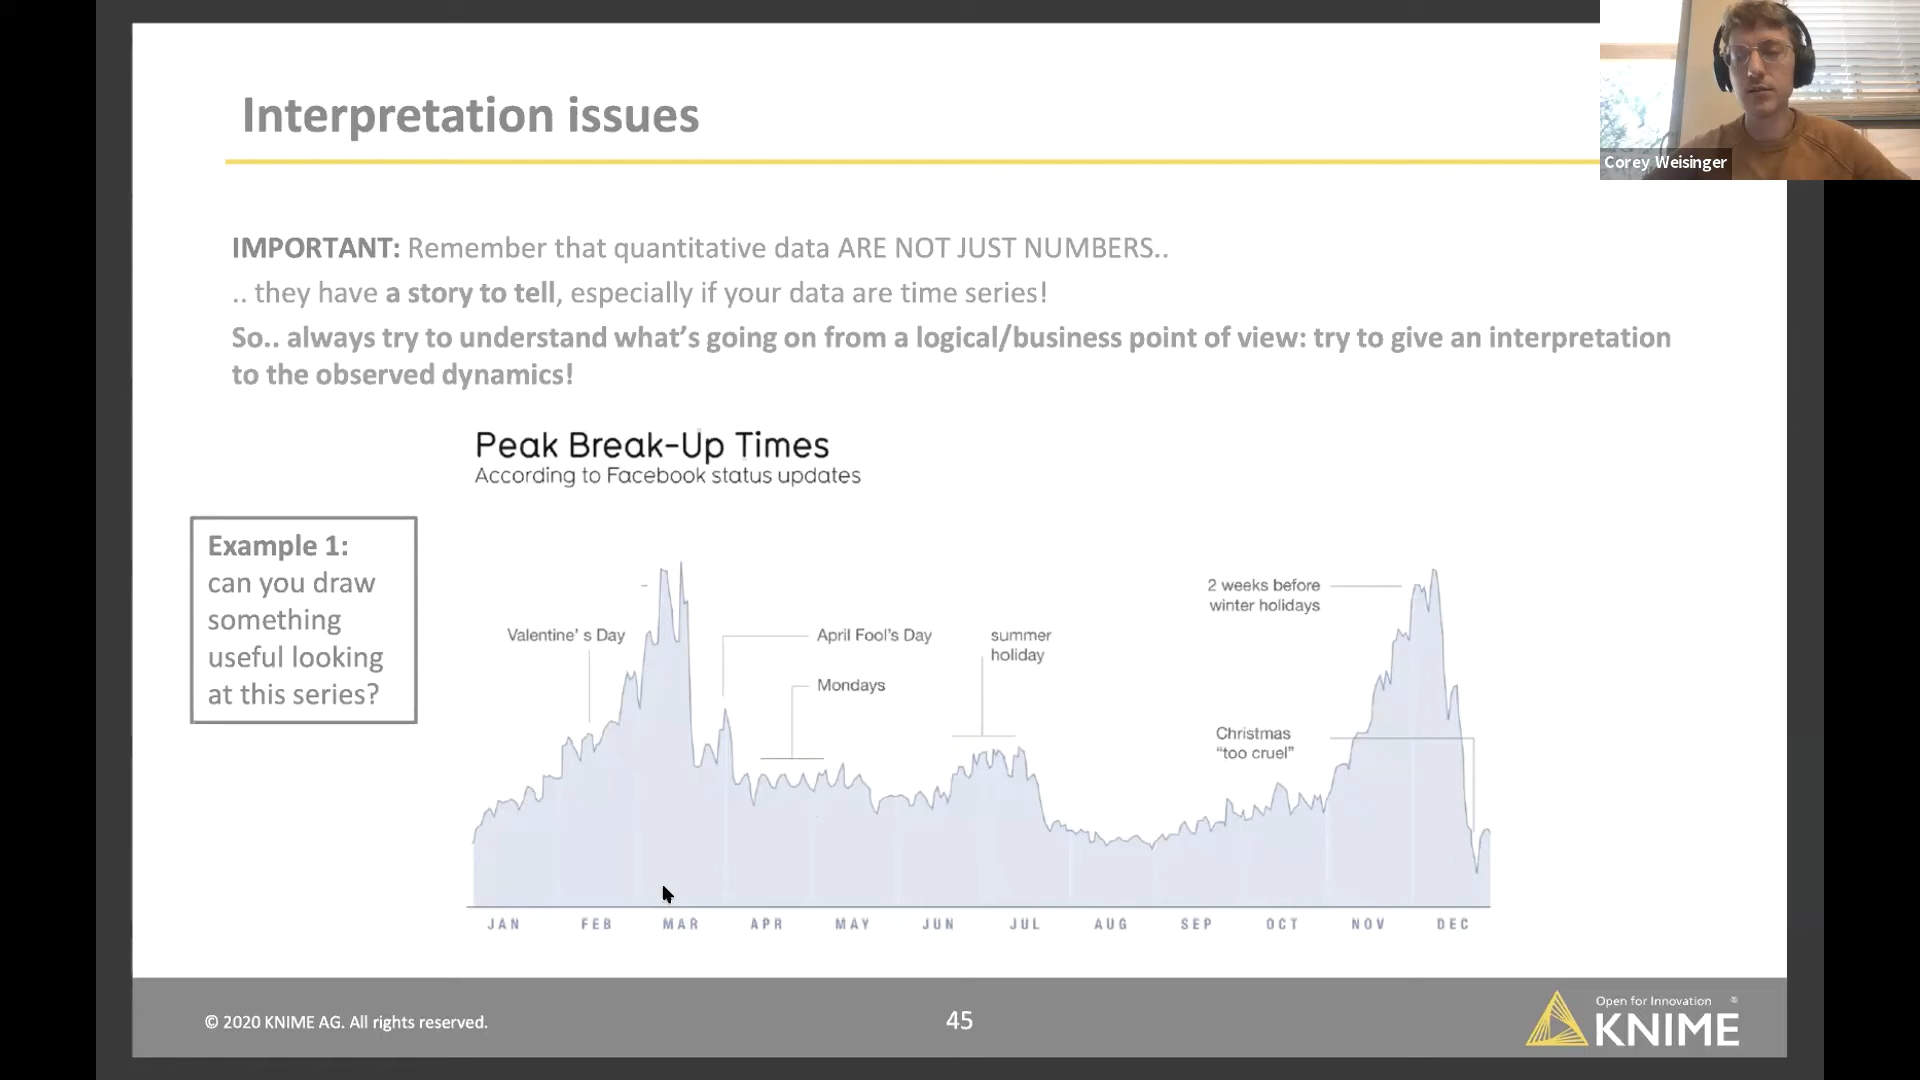 Interpretation issues
Corey Weisinger
IMPORTANT: Remember that quantitative data ARE NOT JUST NUMBERS..
.. they have a story to tell, especially if your data are time series!
So.. always try to understand what's going on from a logical/business point of view: try to give an interpretation
to the observed dynamics!
Peak Break-Up Times
According to Facebook status updates
Example 1:
can you draw
something
useful looking
at this series?
Valentine' s Day
April Fool's Day
Mondays
summer
holiday
2 weeks before
winter holidays
Christmas
"too cruel"
JAN FEB MAR APR MAY JUN JUL AUG SEP OCT NOV DEC
© 2020 KNIME AG. All rights reserved.
45
Open for Innovation ®
KNIME